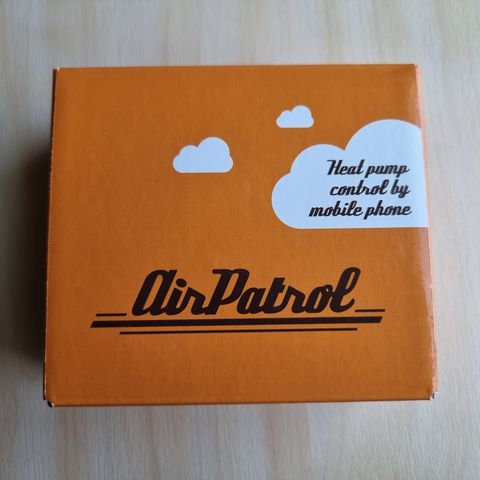 Heat pump
control by
mobile phone
AirPatrol